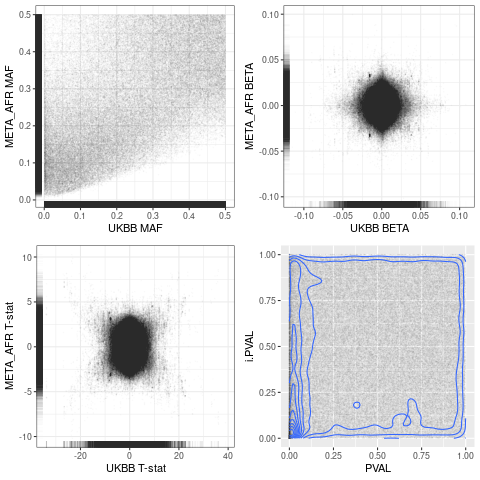 META_AFR MAF
0.5
0.4
0.3
0.2
0.1
0.0
0.0 0.1 0.2 0.3 0.4 0.5
UKBB MAF
META_AFR BETA
0.10
0.05
0.00
-0.05
-0.10
-0.10 -0.05 0.00 0.05 0.10
UKBB BETA
META_AFR T-stat
10
5
0
-5
-10
-20 0 20 40
UKBB T-stat
i.PVAL
1.00
0.75
0.50
0.25
0.00
0.00 0.25 0.50 0.75 1.00
PVAL